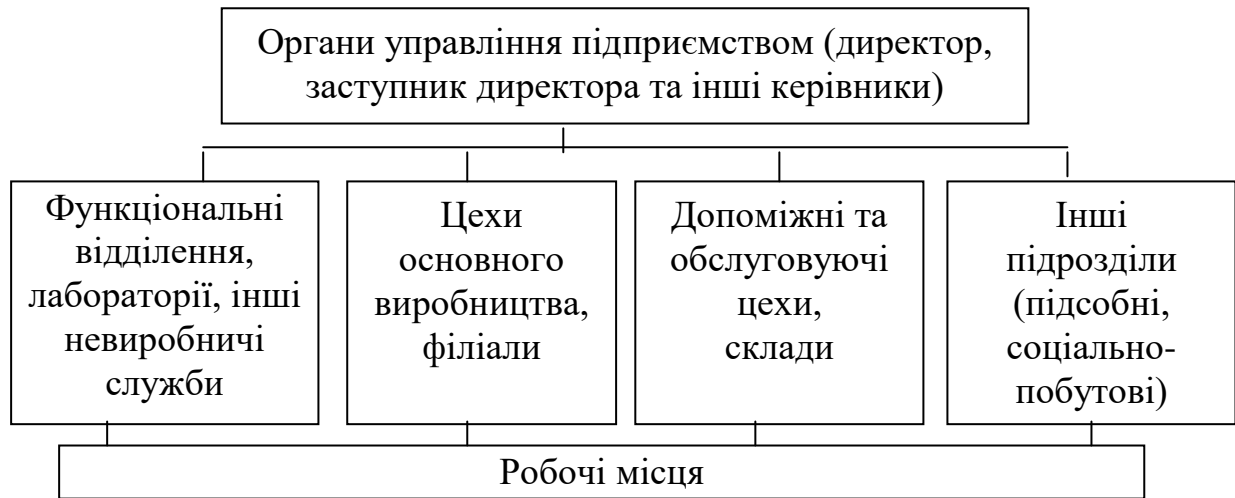 Органи управління підприємством (директор,
заступник директора та інші керівники)
Функціональні
відділення,
лабораторії, інші
невиробничі
служби
Цехи
основного
виробництва,
філіали
Допоміжні та
обслуговуючі
цехи,
склади
Інші
підрозділи
(підсобні,
соціально-
побутові)
Робочі місця